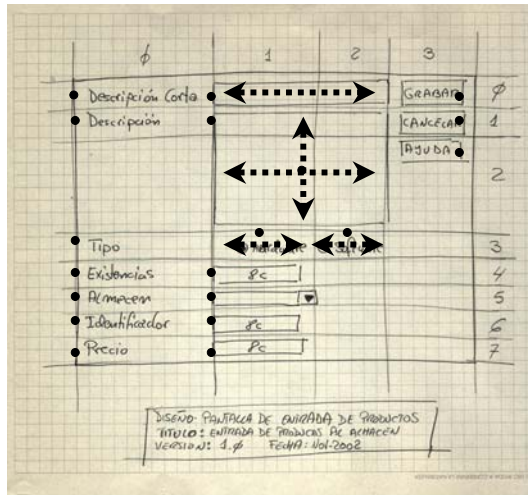 φ 1 2 3
Descripción Corta GRABAR φ
Descripción CANCELAR 1
AYUDA
2
Tipo Software 3
Existencias 8c 4
Almacen 5
Identificador 8c 6
Precio 8c 7
DISEÑO: PANTALLA DE ENTRADA DE PRODUCTOS
TITULO: ENTRADA DE PRODUCTOS AL ALMACÉN
VERSION: 1.φ FECHA: NOV-2002